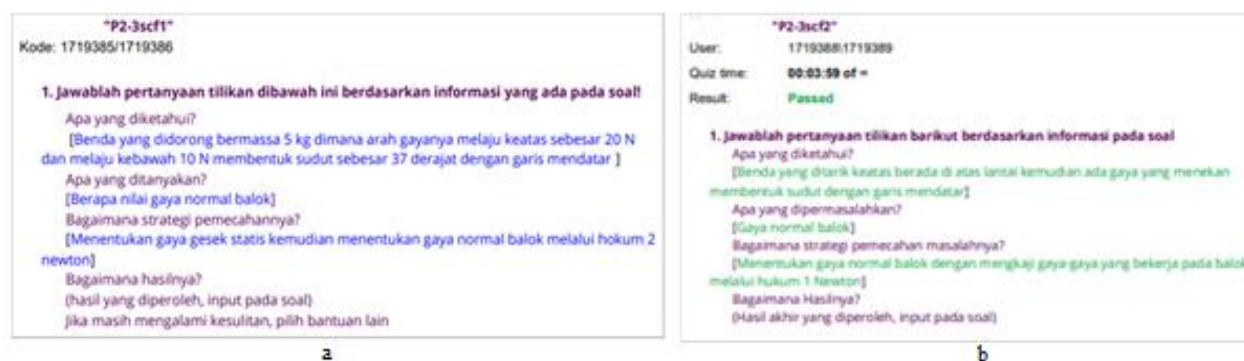 "P2-3scf1"
Kode: 1719385/1719386
1. Jawablah pertanyaan tilikan dibawah ini berdasarkan informasi yang ada pada soal!
Apa yang diketahui?
[Benda yang didorong bermassa 5 kg dimana arah gayanya melaju keatas sebesar 20 N
dan melaju kebawah 10 N membentuk sudut sebesar 37 derajat dengan garis mendatar ]
Apa yang ditanyakan?
[Berapa nilai gaya normal balok]
Bagaimana strategi pemecahannya?
[Menentukan gaya gesek statis kemudian menentukan gaya normal balok melalui hokum 2
newton]
Bagaimana hasilnya?
(hasil yang diperoleh, input pada soal)
Jika masih mengalami kesulitan, pilih bantuan lain
a
"P2-3scf2"
User: 1719388\1719389
Quiz time: 00:03:59 of ∞
Result: Passed
1. Jawablah pertanyaan tilikan barikut berdasarkan informasi pada soal
Apa yang diketahui?
[Benda yang ditarik keatas berada di atas lantai kemudian ada gaya yang menekan
membentuk sudut dengan garis mendatar]
Apa yang dipermasalahkan?
[Gaya normal balok]
Bagaimana strategi pemecahan masalahnya?
[Menentukan gaya normal balok dengan mengkaji gaya-gaya yang bekerja pada balok
melalui hukum 1 Newton]
Bagaimana Hasilnya?
(Hasil akhir yang diperoleh, input pada soal)
b